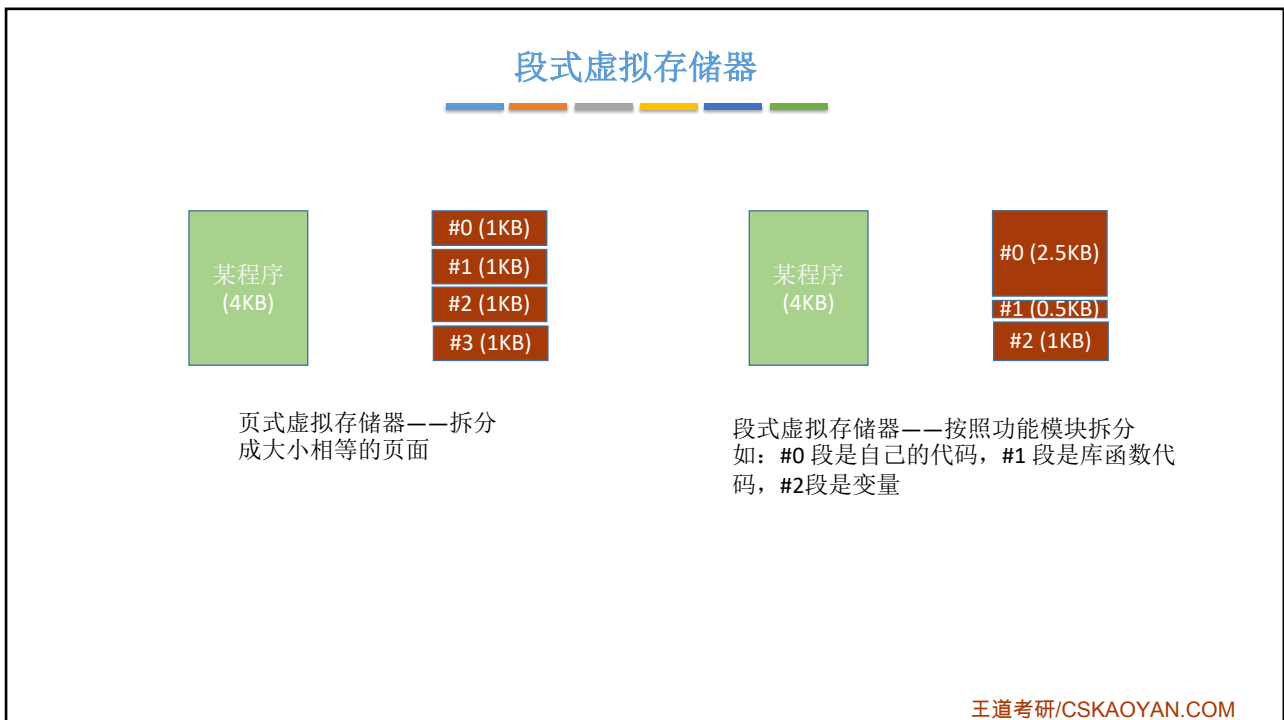 段式虚拟存储器
某程序
(4KB)
#0 (1KB)
#1 (1KB)
#2 (1KB)
#3 (1KB)
页式虚拟存储器——拆分
成大小相等的页面
某程序
(4KB)
#0 (2.5KB)
#1 (0.5KB)
#2 (1KB)
段式虚拟存储器——按照功能模块拆分
如：#0 段是自己的代码，#1 段是库函数代
码，#2段是变量
王道考研/CSKAOYAN.COM